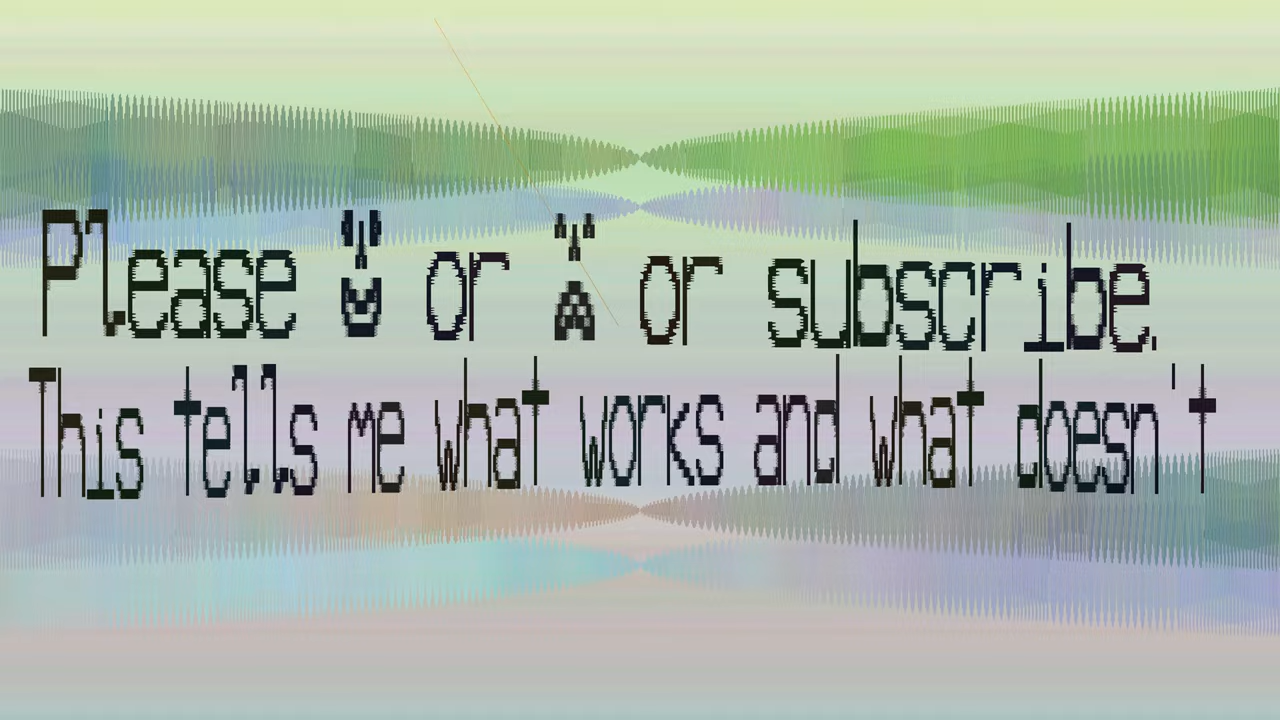 Please or or subscribe.
This tells me what works and what doesn't